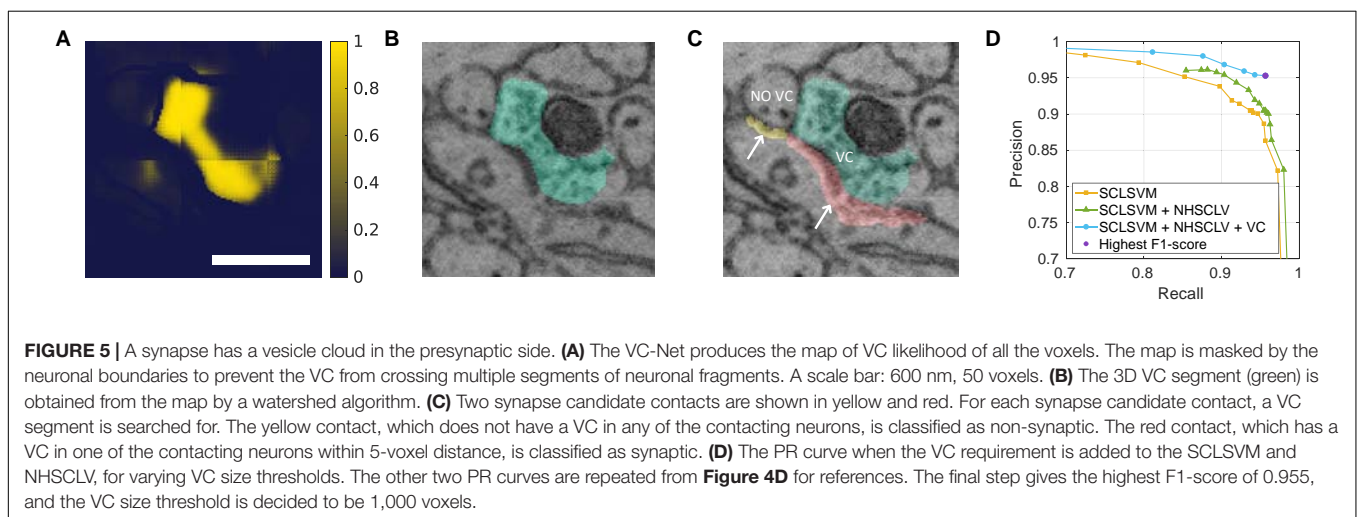 A
B
C
D
1
0.8
0.6
0.4
0.2
0
NO VC
VC
1
0.95
0.9
0.85
0.8
0.75
0.7
Precision
SCLSVM
SCLSVM + NHSCLV
SCLSVM + NHSCLV + VC
Highest F1-score
0.7
0.8
0.9
1
Recall
FIGURE 5 | A synapse has a vesicle cloud in the presynaptic side. (A) The VC-Net produces the map of VC likelihood of all the voxels. The map is masked by the
neuronal boundaries to prevent the VC from crossing multiple segments of neuronal fragments. A scale bar: 600 nm, 50 voxels. (B) The 3D VC segment (green) is
obtained from the map by a watershed algorithm. (C) Two synapse candidate contacts are shown in yellow and red. For each synapse candidate contact, a VC
segment is searched for. The yellow contact, which does not have a VC in any of the contacting neurons, is classified as non-synaptic. The red contact, which has a
VC in one of the contacting neurons within 5-voxel distance, is classified as synaptic. (D) The PR curve when the VC requirement is added to the SCLSVM and
NHSCLV, for varying VC size thresholds. The other two PR curves are repeated from Figure 4D for references. The final step gives the highest F1-score of 0.955,
and the VC size threshold is decided to be 1,000 voxels.